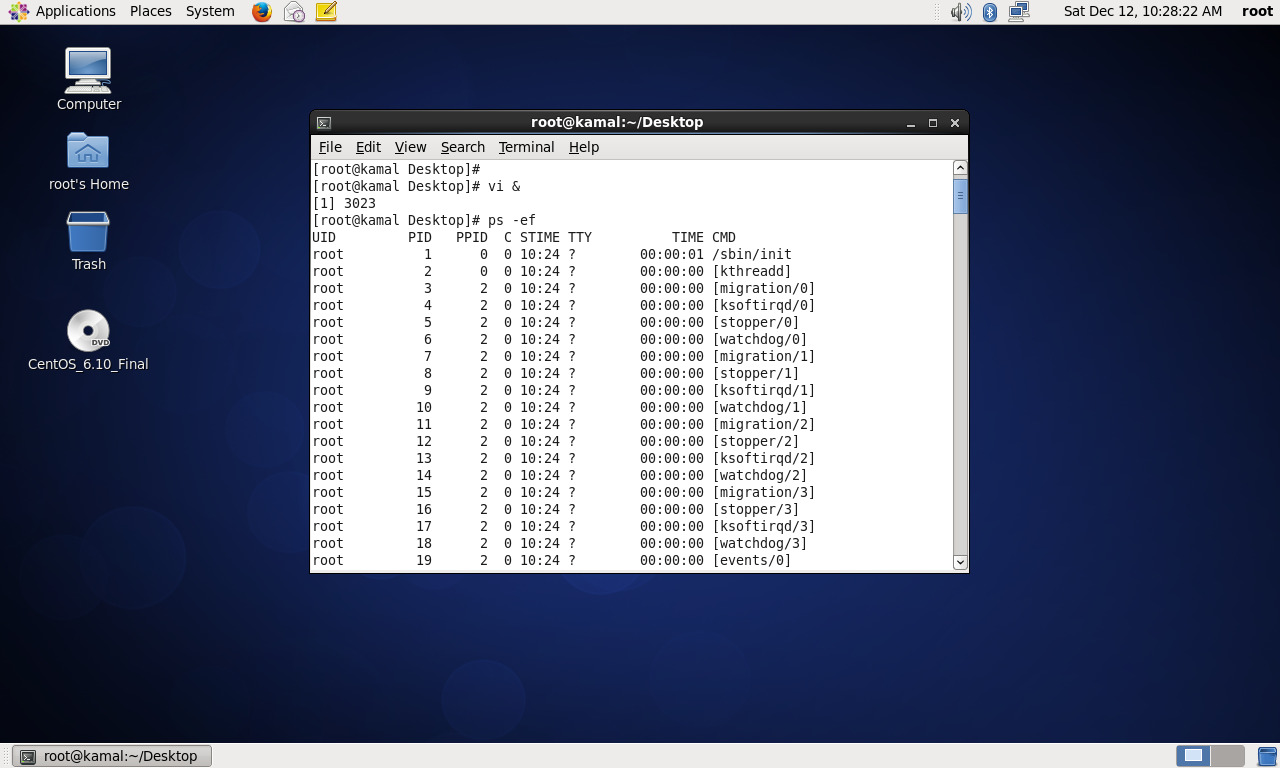 Applications Places System Sat Dec 12, 10:28:22 AM root
Computer
root's Home
Trash
DVD
CentOS_6.10_Final
root@kamal:~/Desktop
File Edit View Search Terminal Help
[root@kamal Desktop]#
[root@kamal Desktop]# vi &
[1] 3023
[root@kamal Desktop]# ps -ef
UID         PID   PPID  C STIME TTY          TIME CMD
root          1      0  0 10:24 ?        00:00:01 /sbin/init
root          2      0  0 10:24 ?        00:00:00 [kthreadd]
root          3      2  0 10:24 ?        00:00:00 [migration/0]
root          4      2  0 10:24 ?        00:00:00 [ksoftirqd/0]
root          5      2  0 10:24 ?        00:00:00 [stopper/0]
root          6      2  0 10:24 ?        00:00:00 [watchdog/0]
root          7      2  0 10:24 ?        00:00:00 [migration/1]
root          8      2  0 10:24 ?        00:00:00 [stopper/1]
root          9      2  0 10:24 ?        00:00:00 [ksoftirqd/1]
root         10      2  0 10:24 ?        00:00:00 [watchdog/1]
root         11      2  0 10:24 ?        00:00:00 [migration/2]
root         12      2  0 10:24 ?        00:00:00 [stopper/2]
root         13      2  0 10:24 ?        00:00:00 [ksoftirqd/2]
root         14      2  0 10:24 ?        00:00:00 [watchdog/2]
root         15      2  0 10:24 ?        00:00:00 [migration/3]
root         16      2  0 10:24 ?        00:00:00 [stopper/3]
root         17      2  0 10:24 ?        00:00:00 [ksoftirqd/3]
root         18      2  0 10:24 ?        00:00:00 [watchdog/3]
root         19      2  0 10:24 ?        00:00:00 [events/0]
root@kamal:~/Desktop